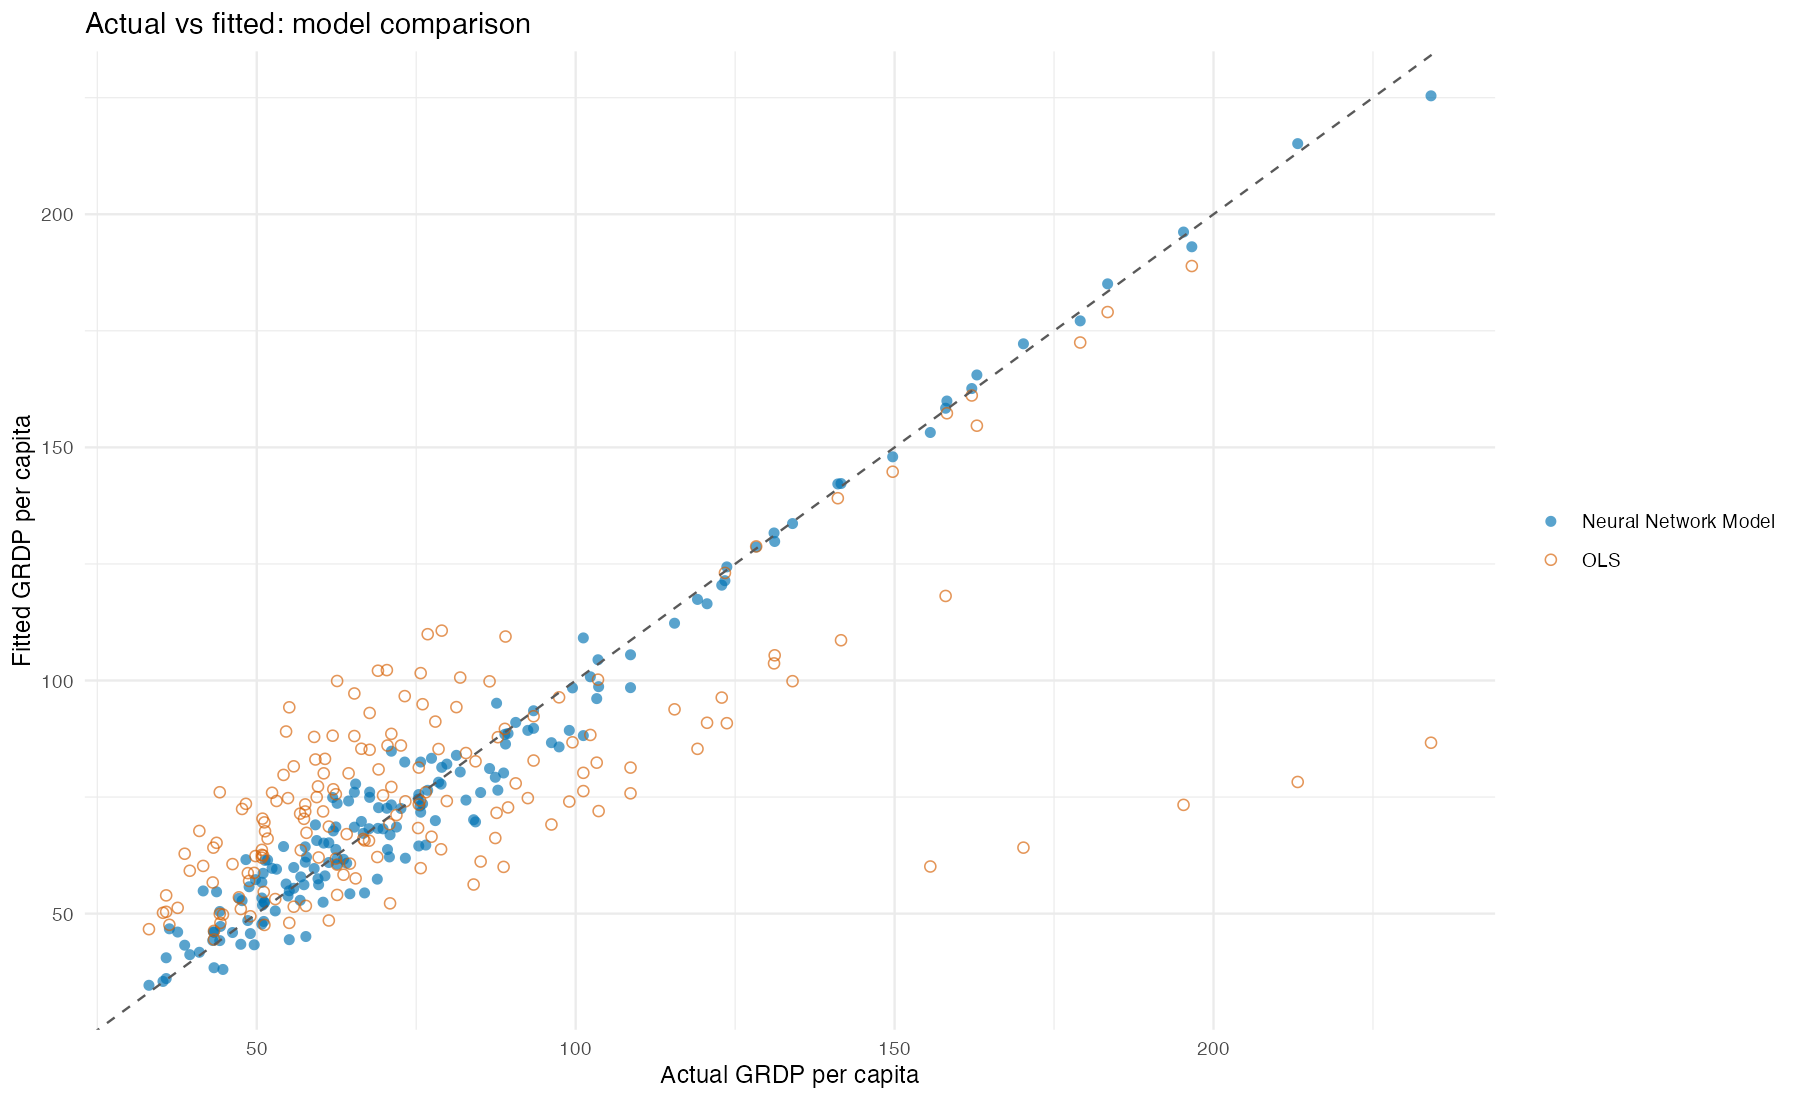 Actual vs fitted: model comparison
Fitted GRDP per capita
200
150
100
50
50 100 150 200
Actual GRDP per capita
Neural Network Model
OLS